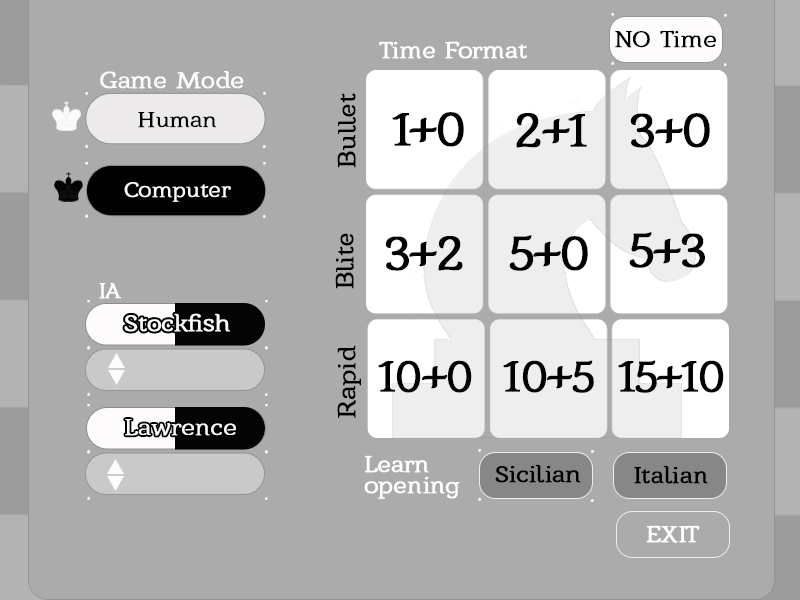 NO Time
Time Format
Game Mode
Human
Computer
Bullet
1+0
2+1
3+0
Blite
3+2
5+0
5+3
IA
Stockfish
Lawrence
Rapid
10+0
10+5
15+10
Learn
opening
Sicilian
Italian
EXIT